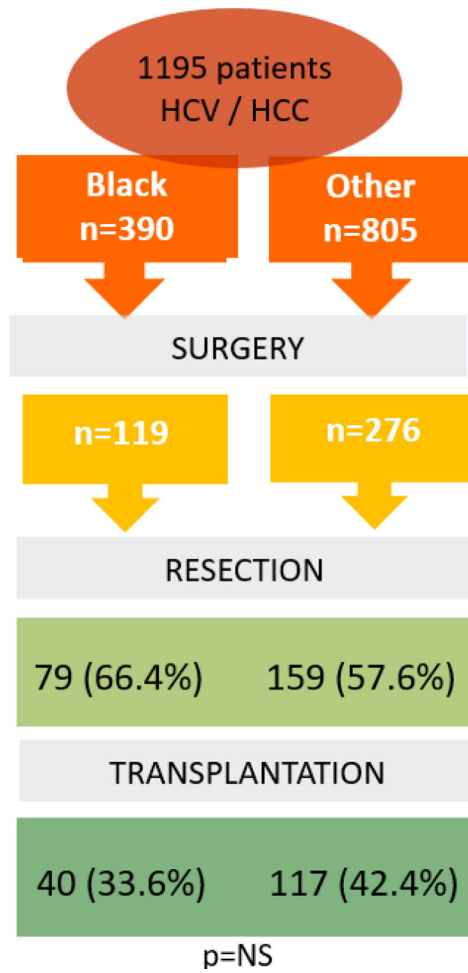 1195 patients
HCV / HCC
Black
n=390
Other
n=805
SURGERY
n=119
n=276
RESECTION
79 (66.4%) 159 (57.6%)
TRANSPLANTATION
40 (33.6%) 117 (42.4%)
p=NS